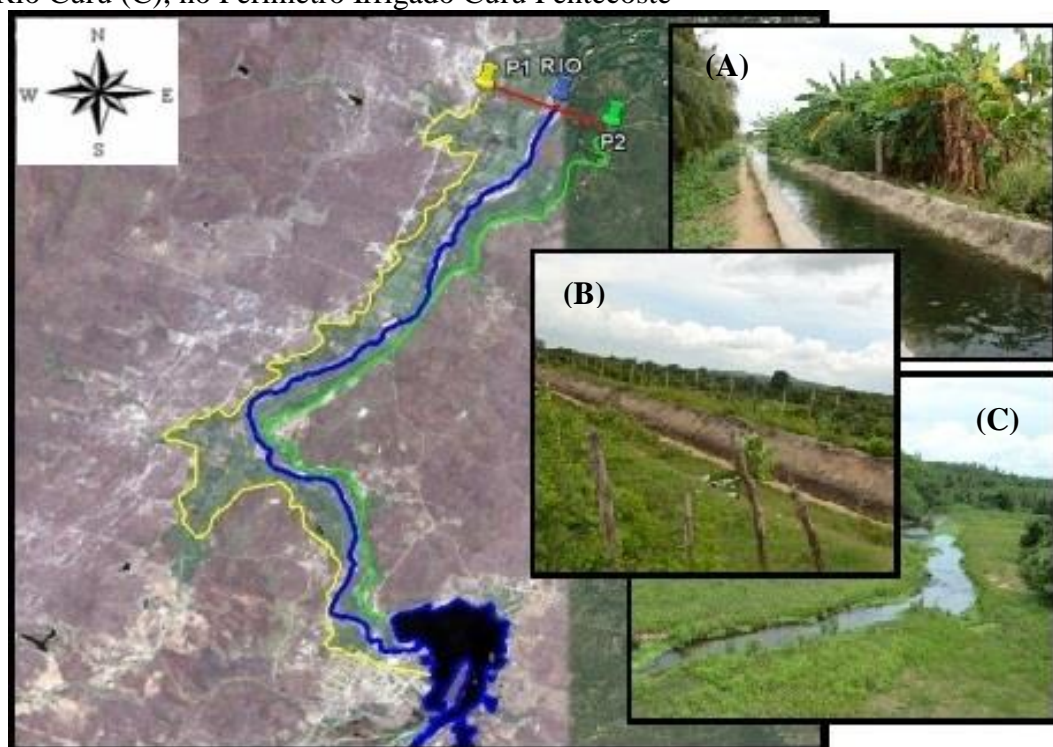 Rio Curu (C), no Perímetro Irrigado Curu Pentecoste
N
W
E
S
P1
RIO
P2
(A)
(B)
(C)